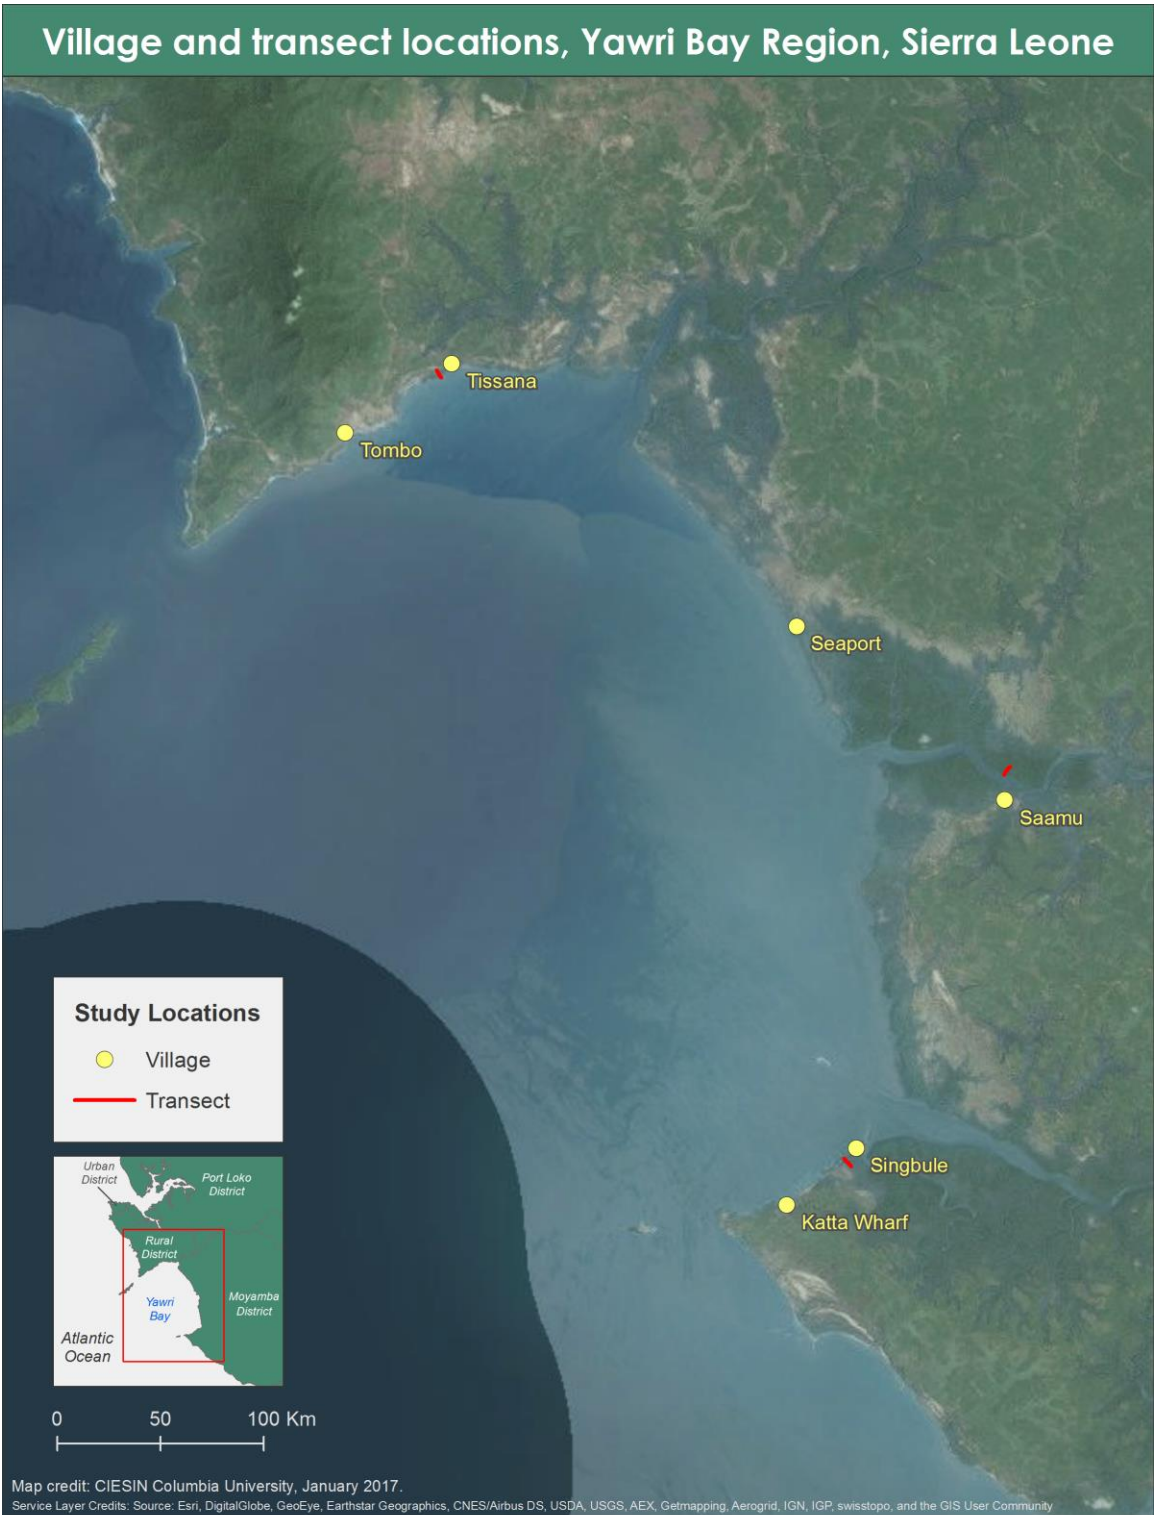 Village and transect locations, Yawri Bay Region, Sierra Leone
Tissana
Tombo
Seaport
Saamu
Singbule
Katta Wharf
Study Locations
Village
Transect
Urban
District
Port Loko
District
Rural
District
Yawri
Bay
Moyamba
District
Atlantic
Ocean
0 50 100 Km
Map credit: CIESIN Columbia University, January 2017.
Service Layer Credits: Source: Esri, DigitalGlobe, GeoEye, Earthstar Geographics, CNES/Airbus DS, USDA, USGS, AEX, Getmapping, Aerogrid, IGN, IGP, swisstopo, and the GIS User Community